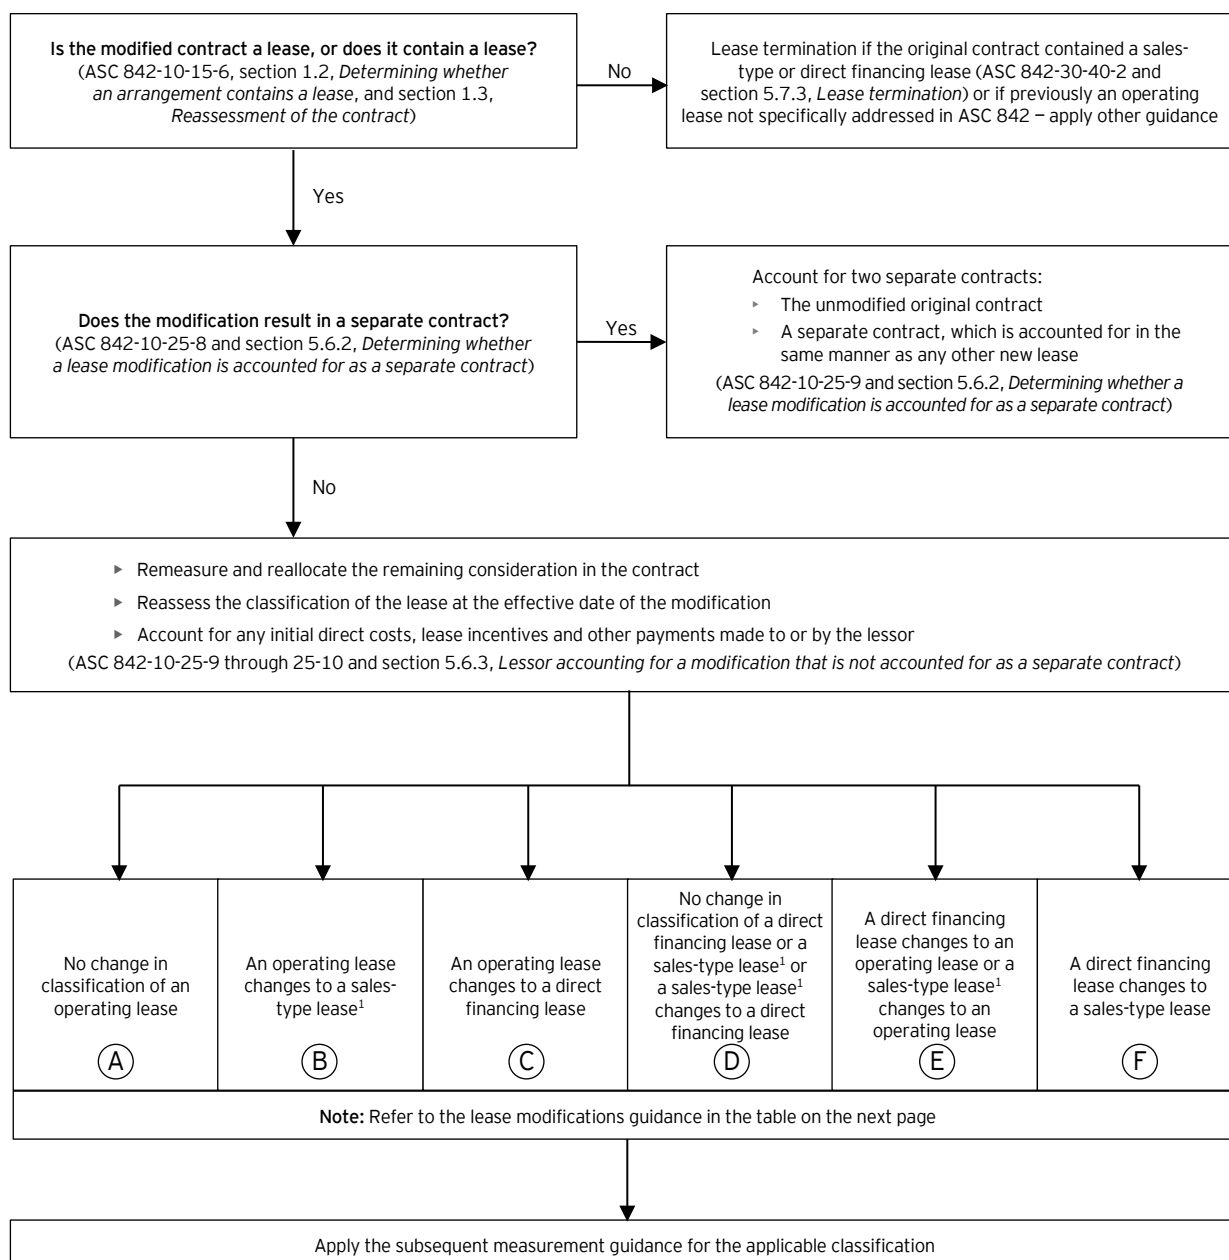 Is the modified contract a lease, or does it contain a lease?
(ASC 842-10-15-6, section 1.2, Determining whether
an arrangement contains a lease, and section 1.3,
Reassessment of the contract)
No
Lease termination if the original contract contained a sales-
type or direct financing lease (ASC 842-30-40-2 and
section 5.7.3, Lease termination) or if previously an operating
lease not specifically addressed in ASC 842 – apply other guidance
Yes
Does the modification result in a separate contract?
(ASC 842-10-25-8 and section 5.6.2, Determining whether
a lease modification is accounted for as a separate contract)
Yes
Account for two separate contracts:
▸ The unmodified original contract
▸ A separate contract, which is accounted for in the
same manner as any other new lease
(ASC 842-10-25-9 and section 5.6.2, Determining whether a
lease modification is accounted for as a separate contract)
No
▸ Remeasure and reallocate the remaining consideration in the contract
▸ Reassess the classification of the lease at the effective date of the modification
▸ Account for any initial direct costs, lease incentives and other payments made to or by the lessor
(ASC 842-10-25-9 through 25-10 and section 5.6.3, Lessor accounting for a modification that is not accounted for as a separate contract)
No change in
classification of an
operating lease
A
An operating lease
changes to a sales-
type lease¹
B
An operating lease
changes to a direct
financing lease
C
No change in
classification of a direct
financing lease or a
sales-type lease¹ or
a sales-type lease¹
changes to a direct
financing lease
D
A direct financing
lease changes to an
operating lease or a
sales-type lease¹
changes to an
operating lease
E
A direct financing
lease changes to
a sales-type lease
F
Note: Refer to the lease modifications guidance in the table on the next page
Apply the subsequent measurement guidance for the applicable classification